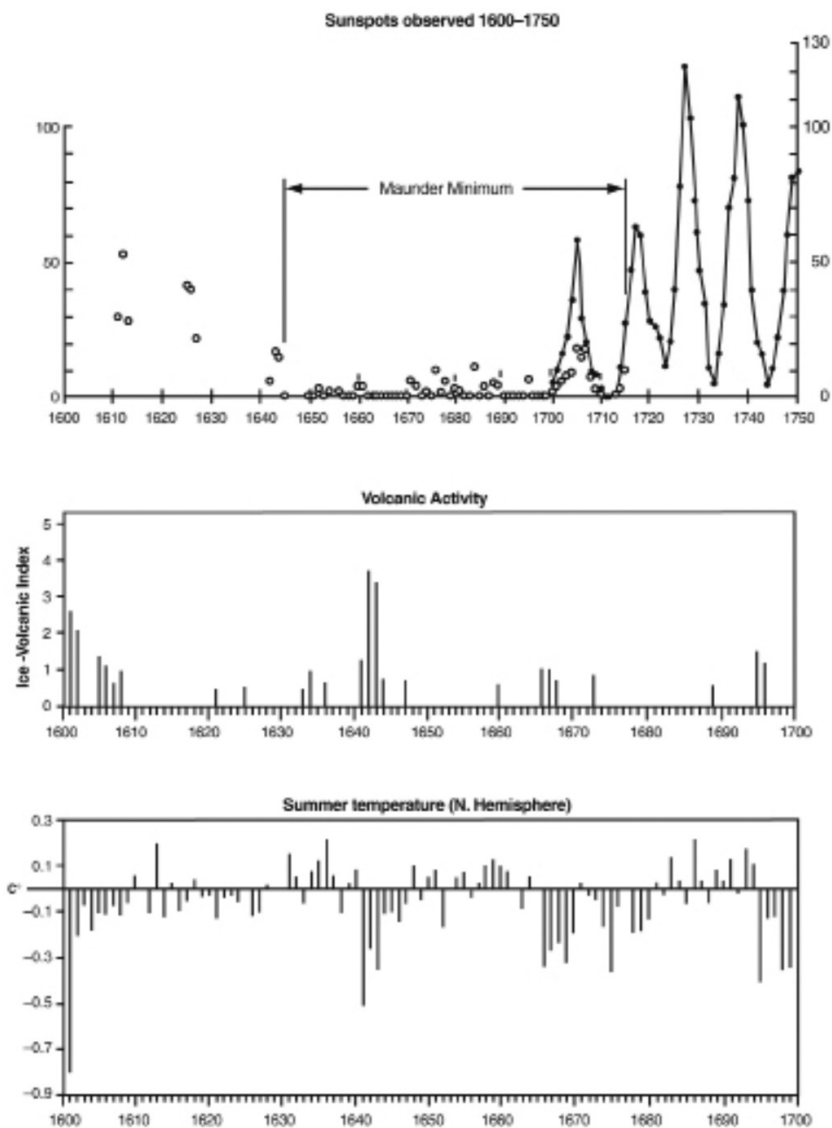 Sunspots observed 1600–1750
130
100
100
50
50
0
0
Maunder Minimum
1600 1610 1620 1630 1640 1650 1660 1670 1680 1690 1700 1710 1720 1730 1740 1750
Volcanic Activity
Ice -Volcanic Index
5
4
3
2
1
0
1600 1610 1620 1630 1640 1650 1660 1670 1680 1690 1700
Summer temperature (N. Hemisphere)
0.3
0.1
–0.1
–0.3
–0.5
–0.7
–0.9
1600 1610 1620 1630 1640 1650 1660 1670 1680 1690 1700